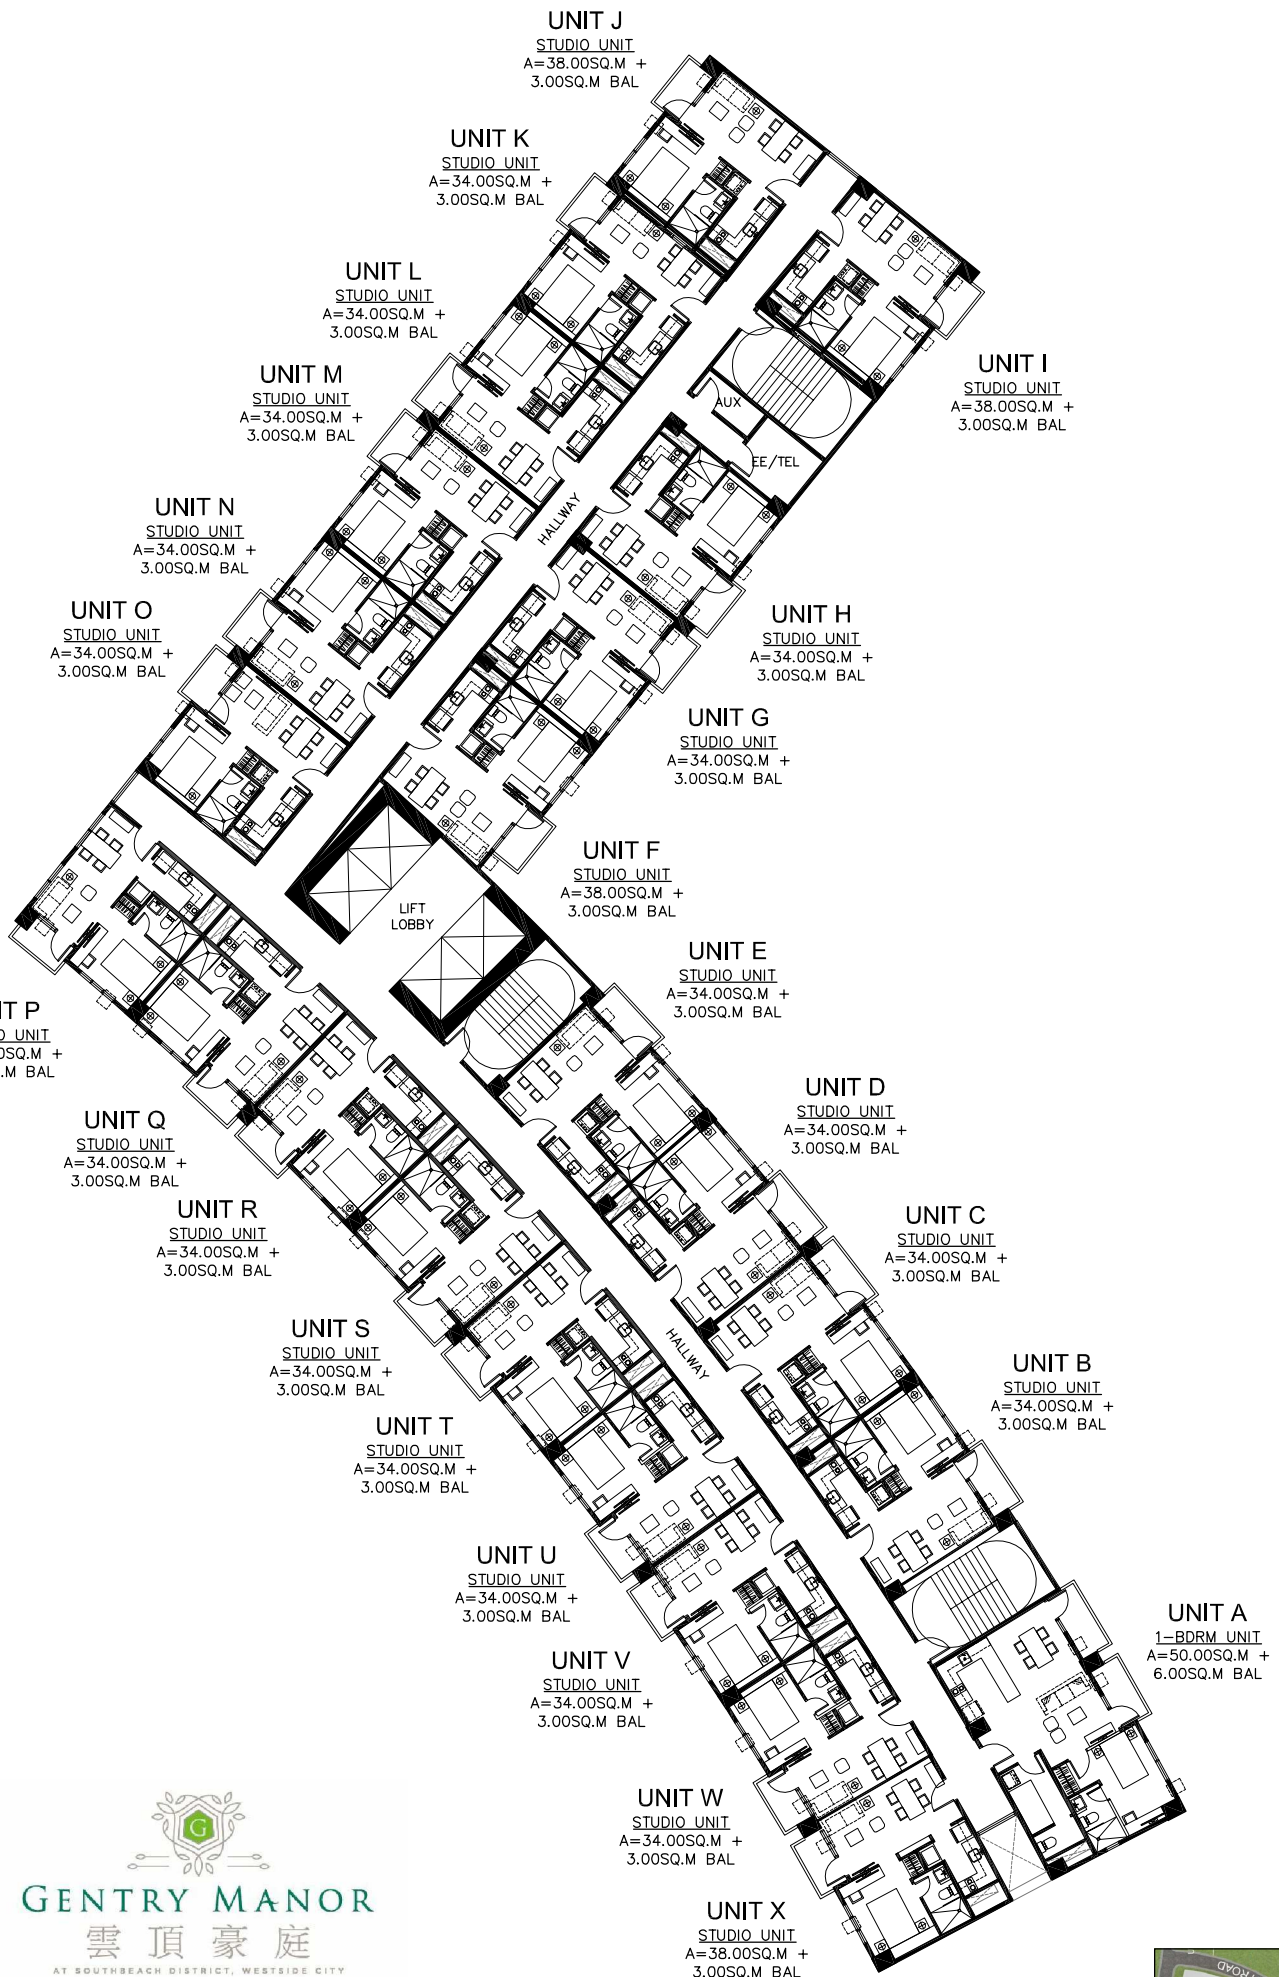 UNIT J
STUDIO UNIT
A=38.00SQ.M +
3.00SQ.M BAL
UNIT K
STUDIO UNIT
A=34.00SQ.M +
3.00SQ.M BAL
UNIT L
STUDIO UNIT
A=34.00SQ.M +
3.00SQ.M BAL
UNIT M
STUDIO UNIT
A=34.00SQ.M +
3.00SQ.M BAL
UNIT I
STUDIO UNIT
A=38.00SQ.M +
3.00SQ.M BAL
AUX
EE/TEL
HALLWAY
UNIT N
STUDIO UNIT
A=34.00SQ.M +
3.00SQ.M BAL
UNIT O
STUDIO UNIT
A=34.00SQ.M +
3.00SQ.M BAL
UNIT H
STUDIO UNIT
A=34.00SQ.M +
3.00SQ.M BAL
UNIT G
STUDIO UNIT
A=34.00SQ.M +
3.00SQ.M BAL
UNIT F
STUDIO UNIT
A=38.00SQ.M +
3.00SQ.M BAL
LIFT
LOBBY
UNIT E
STUDIO UNIT
A=34.00SQ.M +
3.00SQ.M BAL
IT P
O UNIT
0SQ.M +
.M BAL
UNIT D
STUDIO UNIT
A=34.00SQ.M +
3.00SQ.M BAL
UNIT Q
STUDIO UNIT
A=34.00SQ.M +
3.00SQ.M BAL
UNIT R
STUDIO UNIT
A=34.00SQ.M +
3.00SQ.M BAL
UNIT C
STUDIO UNIT
A=34.00SQ.M +
3.00SQ.M BAL
UNIT S
STUDIO UNIT
A=34.00SQ.M +
3.00SQ.M BAL
HALLWAY
UNIT B
STUDIO UNIT
A=34.00SQ.M +
3.00SQ.M BAL
UNIT T
STUDIO UNIT
A=34.00SQ.M +
3.00SQ.M BAL
UNIT U
STUDIO UNIT
A=34.00SQ.M +
3.00SQ.M BAL
UNIT A
1-BDRM UNIT
A=50.00SQ.M +
6.00SQ.M BAL
UNIT V
STUDIO UNIT
A=34.00SQ.M +
3.00SQ.M BAL
UNIT W
STUDIO UNIT
A=34.00SQ.M +
3.00SQ.M BAL
UNIT X
STUDIO UNIT
A=38.00SQ.M +
3.00SQ.M BAL
G
GENTRY MANOR
雲頂豪庭
AT SOUTHBEACH DISTRICT, WESTSIDE CITY
ROAD